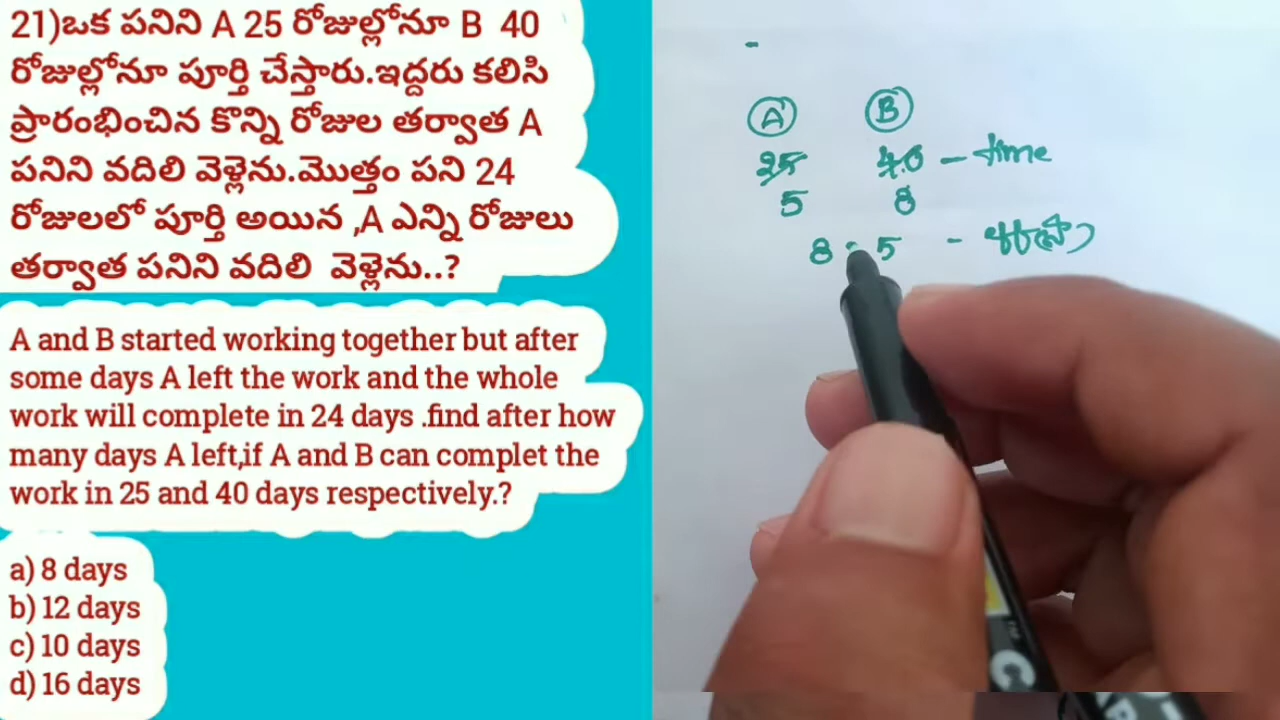 21)ఒక పనిని A 25 రోజుల్లోనూ B 40
రోజుల్లోనూ పూర్తి చేస్తారు.ఇద్దరు కలిసి
ప్రారంభించిన కొన్ని రోజుల తర్వాత A
పనిని వదిలి వెళ్లెను.మొత్తం పని 24
రోజులలో పూర్తి అయిన ,A ఎన్ని రోజులు
తర్వాత పనిని వదిలి వెళ్లెను..?
A and B started working together but after
some days A left the work and the whole
work will complete in 24 days .find after how
many days A left,if A and B can complet the
work in 25 and 40 days respectively.?
a) 8 days
b) 12 days
c) 10 days
d) 16 days
A B
25 40 - time
5 8
8 : 5 -